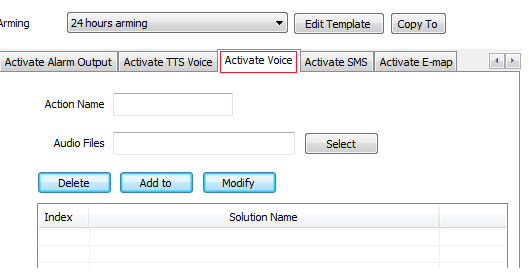 Arming 24 hours arming Edit Template Copy To
Activate Alarm Output Activate TTS Voice Activate Voice Activate SMS Activate E-map
Action Name
Audio Files Select
Delete Add to Modify
Index Solution Name